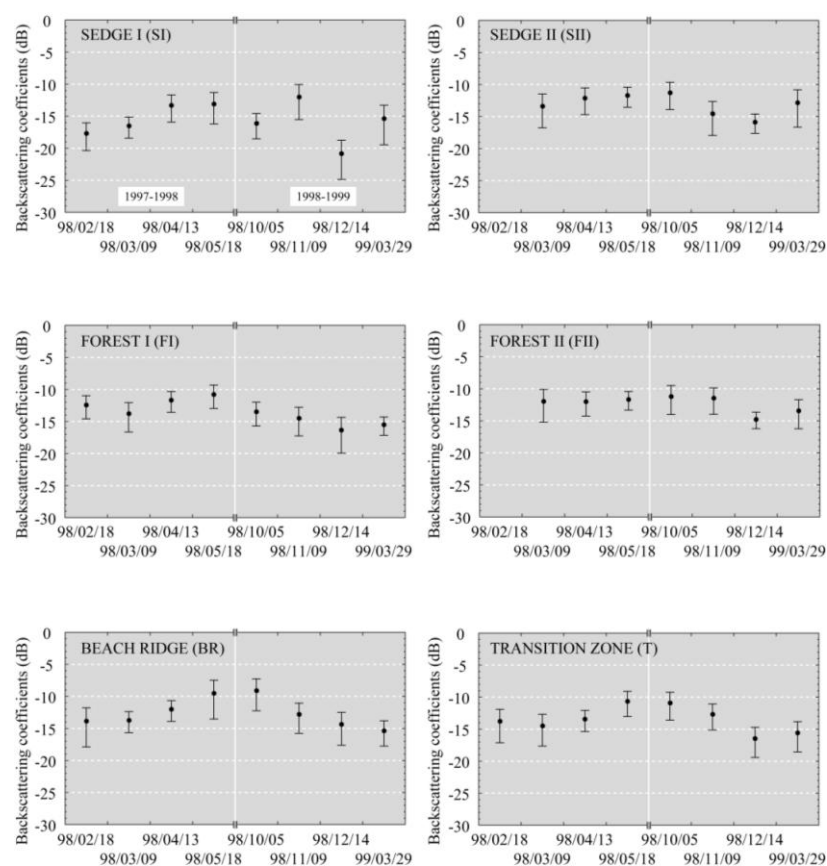 SEDGE I (SI)
Backscattering coefficients (dB)
0
-5
-10
-15
-20
-25
-30
1997-1998
1998-1999
98/02/18 98/04/13 98/10/05 98/12/14
98/03/09 98/05/18 98/11/09 99/03/29
SEDGE II (SII)
Backscattering coefficients (dB)
0
-5
-10
-15
-20
-25
-30
98/02/18 98/04/13 98/10/05 98/12/14
98/03/09 98/05/18 98/11/09 99/03/29
FOREST I (FI)
Backscattering coefficients (dB)
0
-5
-10
-15
-20
-25
-30
98/02/18 98/04/13 98/10/05 98/12/14
98/03/09 98/05/18 98/11/09 99/03/29
FOREST II (FII)
Backscattering coefficients (dB)
0
-5
-10
-15
-20
-25
-30
98/02/18 98/04/13 98/10/05 98/12/14
98/03/09 98/05/18 98/11/09 99/03/29
BEACH RIDGE (BR)
Backscattering coefficients (dB)
0
-5
-10
-15
-20
-25
-30
98/02/18 98/04/13 98/10/05 98/12/14
98/03/09 98/05/18 98/11/09 99/03/29
TRANSITION ZONE (T)
Backscattering coefficients (dB)
0
-5
-10
-15
-20
-25
-30
98/02/18 98/04/13 98/10/05 98/12/14
98/03/09 98/05/18 98/11/09 99/03/29